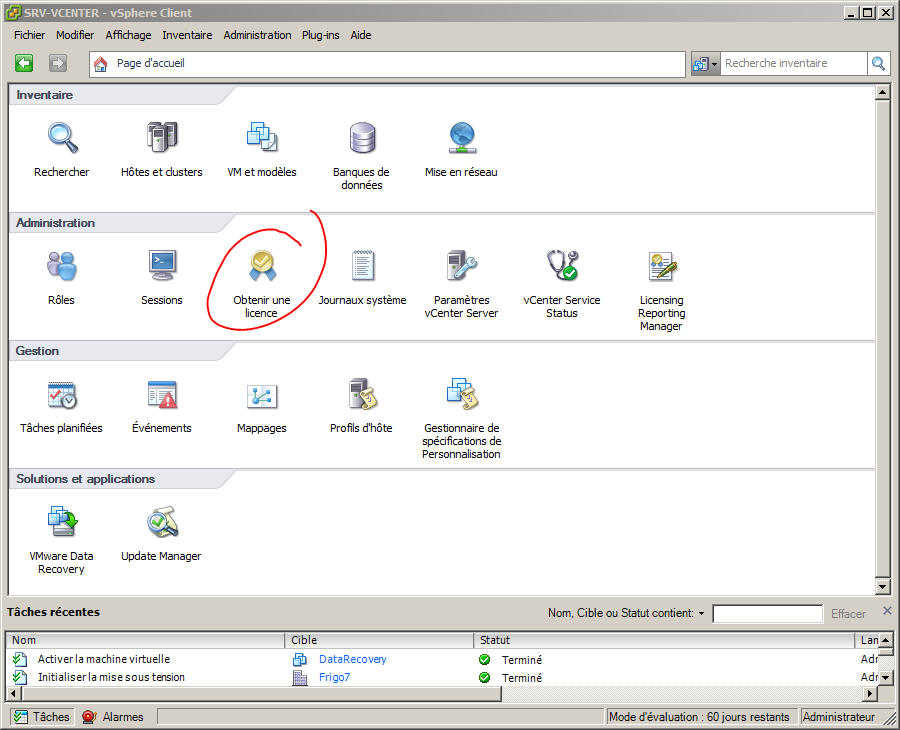 SRV-VCENTER - vSphere Client
Fichier Modifier Affichage Inventaire Administration Plug-ins Aide
Page d'accueil
Recherche inventaire
Inventaire
Rechercher
Hôtes et clusters
VM et modèles
Banques de
données
Mise en réseau
Administration
Rôles
Sessions
Obtenir une
licence
Journaux système
Paramètres
vCenter Server
vCenter Service
Status
Licensing
Reporting
Manager
Gestion
Tâches planifiées
Événements
Mappages
Profils d'hôte
Gestionnaire de
spécifications de
Personnalisation
Solutions et applications
VMware Data
Recovery
Update Manager
Tâches récentes
Nom, Cible ou Statut contient:
Effacer
Nom Cible Statut Lan
Activer la machine virtuelle DataRecovery Terminé Adr
Initialiser la mise sous tension Frigo7 Terminé Adr
Tâches Alarmes
Mode d'évaluation : 60 jours restants
Administrateur